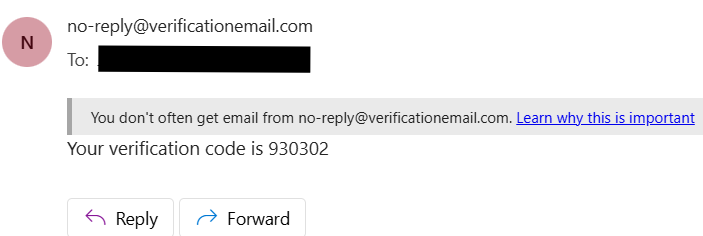 N
no-reply@verificationemail.com
To:
You don't often get email from no-reply@verificationemail.com. Learn why this is important
Your verification code is 930302
Reply
Forward